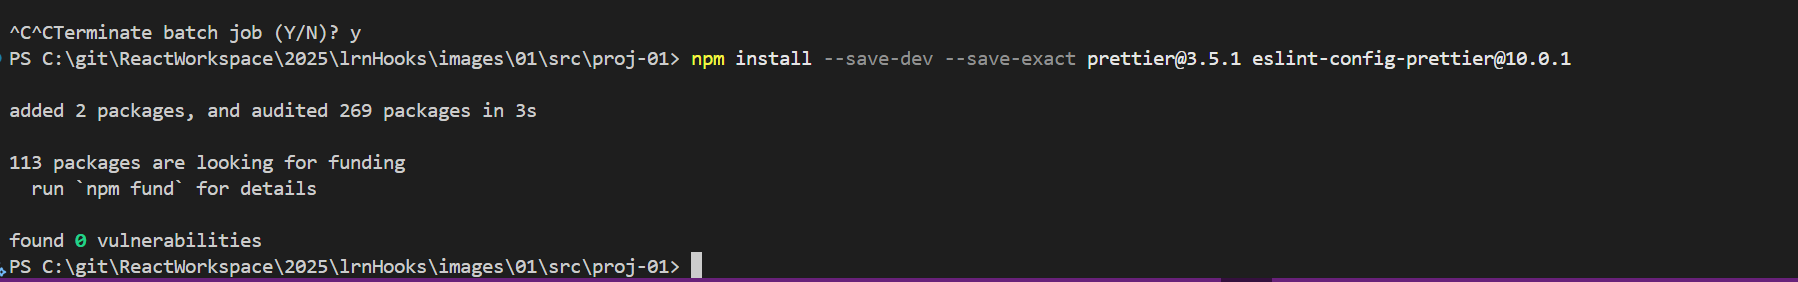 ^C^CTerminate batch job (Y/N)? y
PS C:\git\ReactWorkspace\2025\lrnHooks\images\01\src\proj-01> npm install --save-dev --save-exact prettier@3.5.1 eslint-config-prettier@10.0.1
added 2 packages, and audited 269 packages in 3s
113 packages are looking for funding
  run `npm fund` for details
found 0 vulnerabilities
PS C:\git\ReactWorkspace\2025\lrnHooks\images\01\src\proj-01>